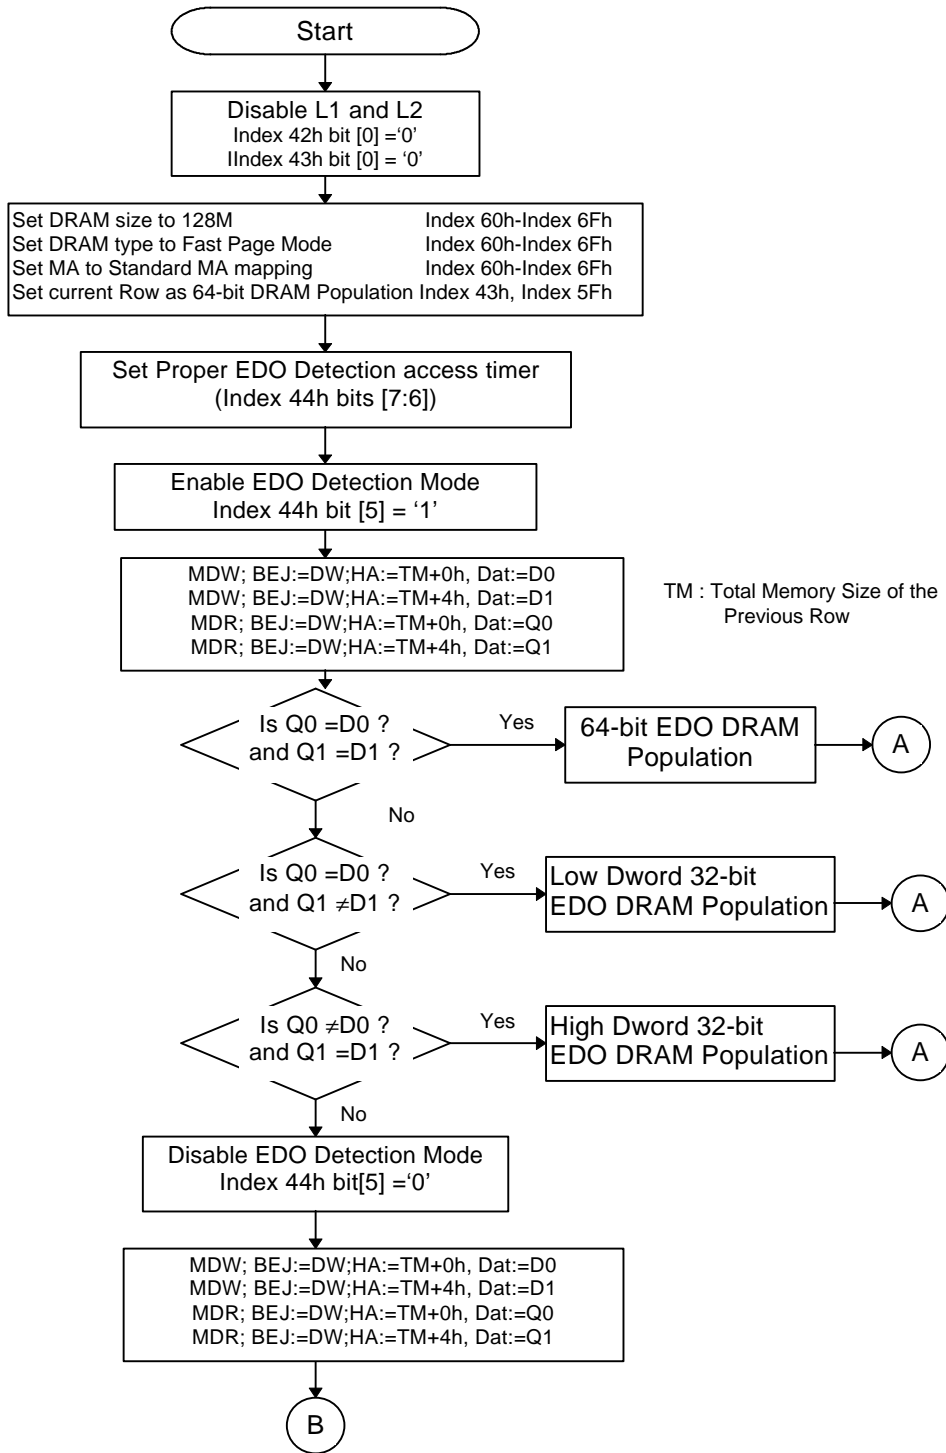 Start
Disable L1 and L2
Index 42h bit [0] =‘0’
IIndex 43h bit [0] = ‘0’
Set DRAM size to 128M Index 60h-Index 6Fh
Set DRAM type to Fast Page Mode Index 60h-Index 6Fh
Set MA to Standard MA mapping Index 60h-Index 6Fh
Set current Row as 64-bit DRAM Population Index 43h, Index 5Fh
Set Proper EDO Detection access timer
(Index 44h bits [7:6])
Enable EDO Detection Mode
Index 44h bit [5] = ‘1’
MDW; BEJ:=DW;HA:=TM+0h, Dat:=D0
MDW; BEJ:=DW;HA:=TM+4h, Dat:=D1
MDR; BEJ:=DW;HA:=TM+0h, Dat:=Q0
MDR; BEJ:=DW;HA:=TM+4h, Dat:=Q1
TM : Total Memory Size of the
Previous Row
Is Q0 =D0 ?
and Q1 =D1 ?
Yes
64-bit EDO DRAM
Population
A
No
Is Q0 =D0 ?
and Q1 ≠D1 ?
Yes
Low Dword 32-bit
EDO DRAM Population
A
No
Is Q0 ≠D0 ?
and Q1 =D1 ?
Yes
High Dword 32-bit
EDO DRAM Population
A
No
Disable EDO Detection Mode
Index 44h bit[5] =‘0’
MDW; BEJ:=DW;HA:=TM+0h, Dat:=D0
MDW; BEJ:=DW;HA:=TM+4h, Dat:=D1
MDR; BEJ:=DW;HA:=TM+0h, Dat:=Q0
MDR; BEJ:=DW;HA:=TM+4h, Dat:=Q1
B